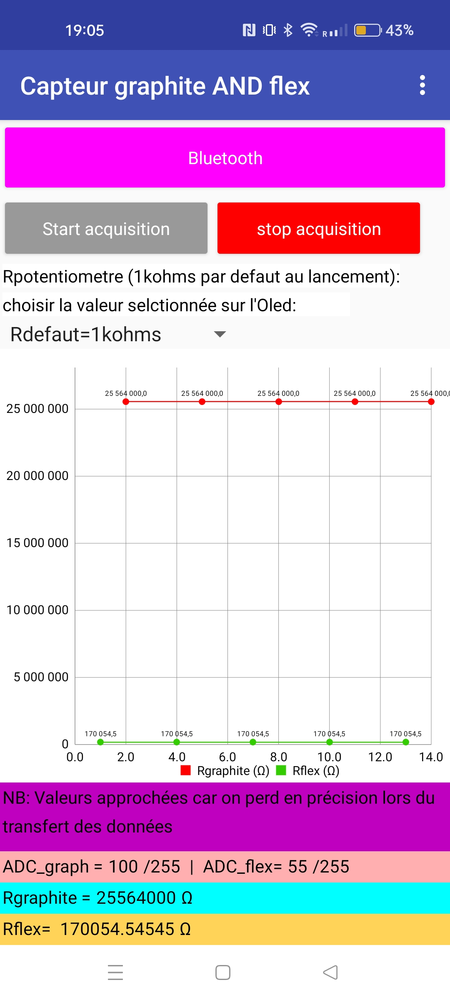 19:05
R
43%
Capteur graphite AND flex
Bluetooth
Start acquisition
stop acquisition
Rpotentiometre (1kohms par defaut au lancement):
choisir la valeur selctionnée sur l'Oled:
Rdefaut=1kohms
25 564 000,0 25 564 000,0 25 564 000,0 25 564 000,0 25 564 000,0
25 000 000
20 000 000
15 000 000
10 000 000
5 000 000
170 054,5 170 054,5 170 054,5 170 054,5 170 054,5
0
0.0 2.0 4.0 6.0 8.0 10.0 12.0 14.0
Rgraphite (Ω) Rflex (Ω)
NB: Valeurs approchées car on perd en précision lors du
transfert des données
ADC_graph = 100 /255 | ADC_flex= 55 /255
Rgraphite = 25564000 Ω
Rflex= 170054.54545 Ω